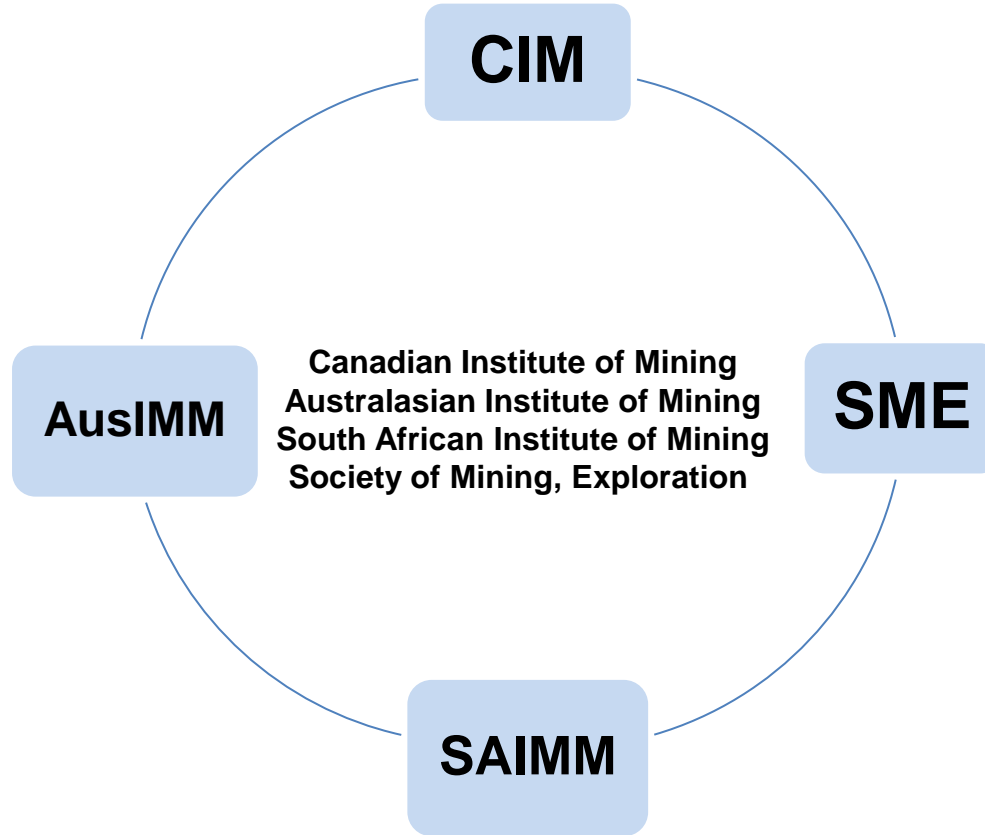 CIM
AusIMM
Canadian Institute of Mining
Australasian Institute of Mining
South African Institute of Mining
Society of Mining, Exploration
SME
SAIMM